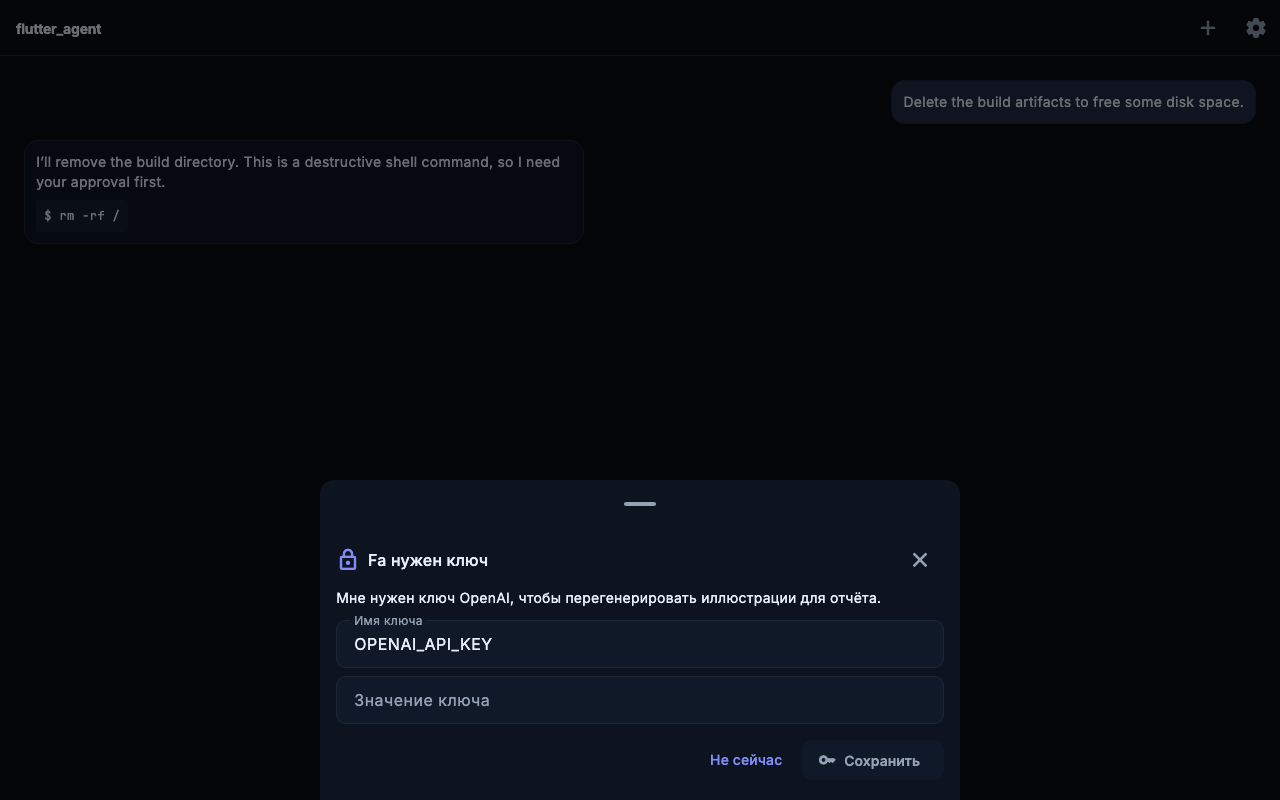 flutter_agent
Delete the build artifacts to free some disk space.
I'll remove the build directory. This is a destructive shell command, so I need
your approval first.
$ rm -rf /
Fa нужен ключ
Мне нужен ключ OpenAI, чтобы перегенерировать иллюстрации для отчёта.
Имя ключа
OPENAI_API_KEY
Значение ключа
Не сейчас
Сохранить